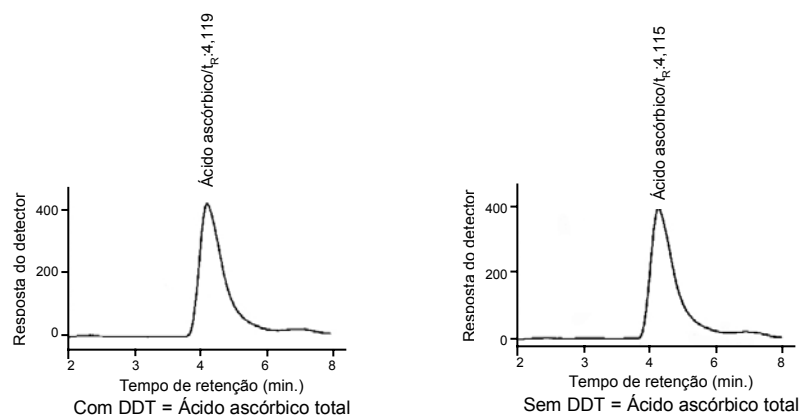 Ácido ascórbico/tR:4,119
Resposta do detector
400
200
0
2 3 4 6 8
Tempo de retenção (min.)
Com DDT = Ácido ascórbico total
Ácido ascórbico/tR:4,115
Resposta do detector
400
200
0
2 3 4 6 8
Tempo de retenção (min.)
Sem DDT = Ácido ascórbico total